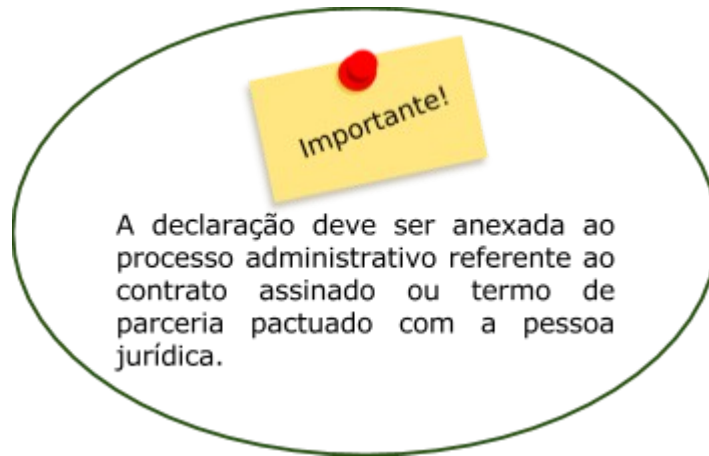 Importante!
A declaração deve ser anexada ao
processo administrativo referente ao
contrato assinado ou termo de
parceria pactuado com a pessoa
jurídica.